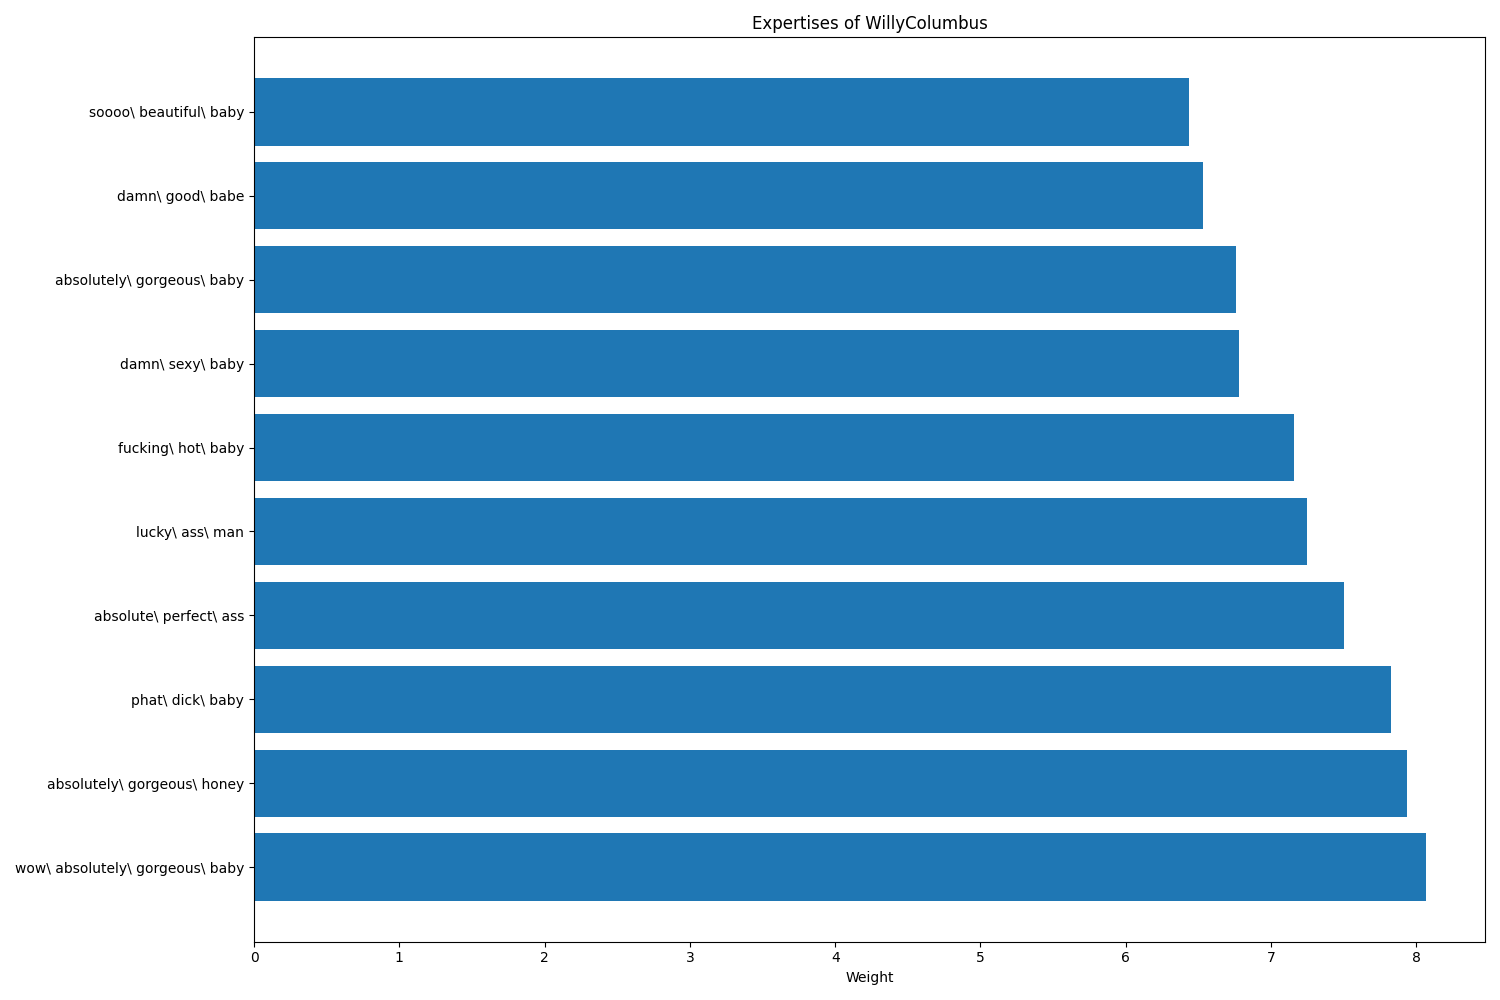 Expertises of WillyColumbus
soooo\ beautiful\ baby
damn\ good\ babe
absolutely\ gorgeous\ baby
damn\ sexy\ baby
fucking\ hot\ baby
lucky\ ass\ man
absolute\ perfect\ ass
phat\ dick\ baby
absolutely\ gorgeous\ honey
wow\ absolutely\ gorgeous\ baby
0 1 2 3 4 5 6 7 8
Weight